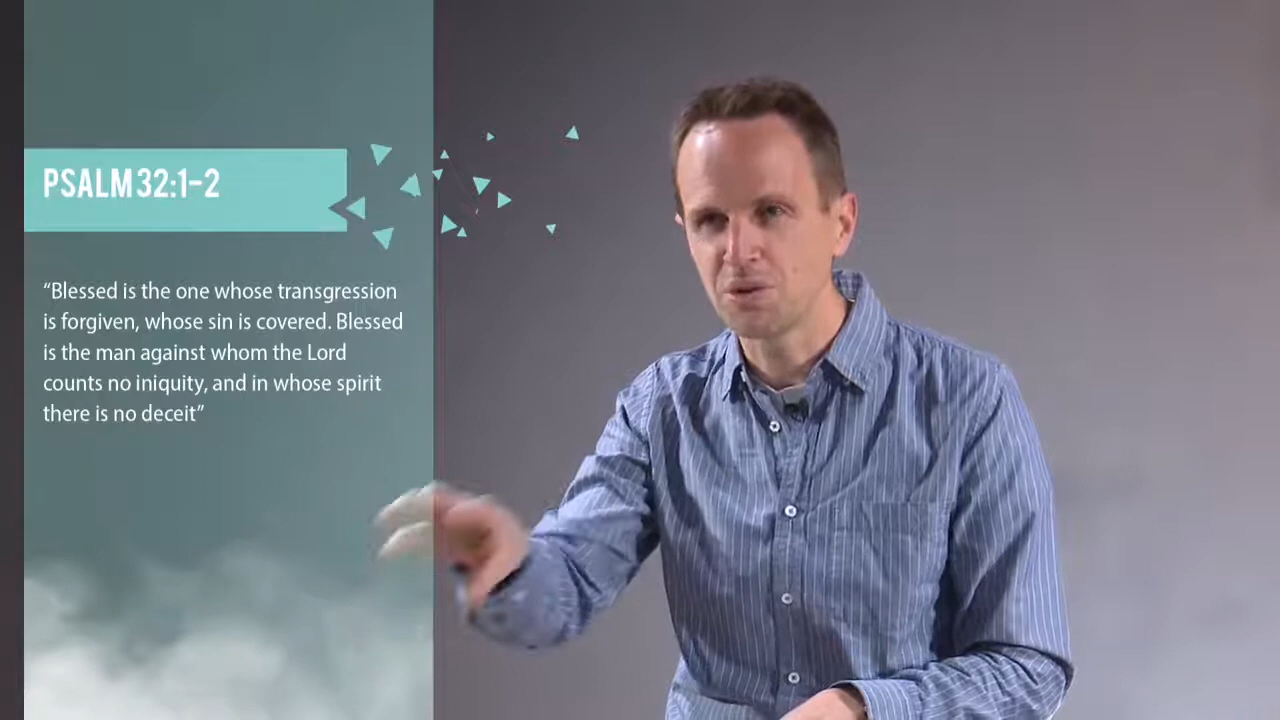 PSALM 32:1-2
“Blessed is the one whose transgression
is forgiven, whose sin is covered. Blessed
is the man against whom the Lord
counts no iniquity, and in whose spirit
there is no deceit”